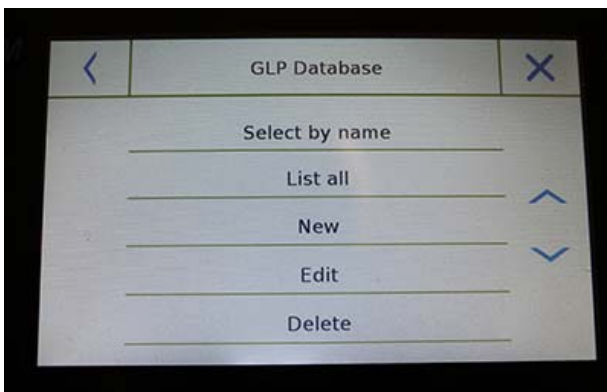 GLP Database
Select by name
List all
New
Edit
Delete